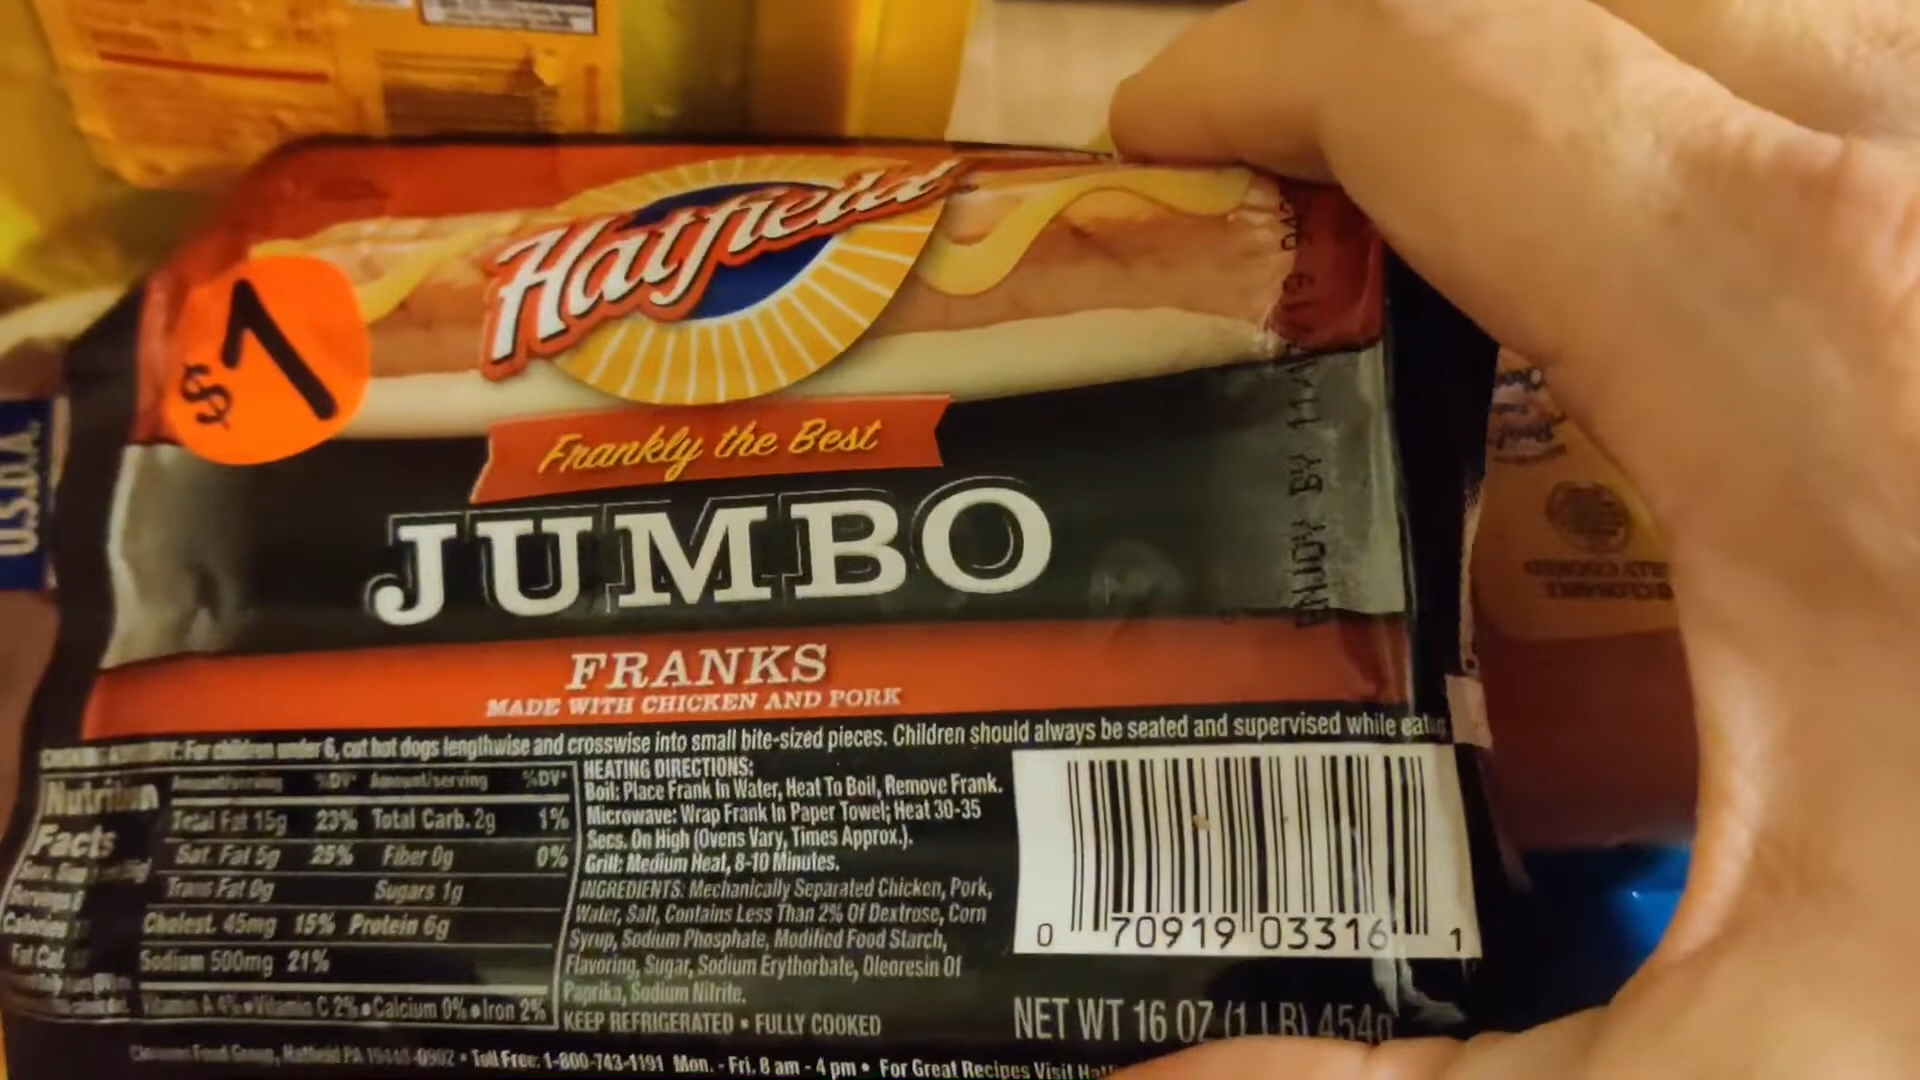 Hatfield
$1
Frankly the Best
JUMBO
FRANKS
MADE WITH CHICKEN AND PORK
ENJOY BY 11
U.S.D.A.
For children under 6, cut hot dogs lengthwise and crosswise into small bite-sized pieces. Children should always be seated and supervised while
Nutrition
Facts
Amount/serving %DV* Amount/serving %DV*
Total Fat 15g 23% Total Carb. 2g 1%
Sat. Fat 5g 25% Fiber 0g 0%
Trans Fat 0g Sugars 1g
Cholest. 45mg 15% Protein 6g
Sodium 500mg 21%
Vitamin A 4% • Vitamin C 2% • Calcium 0% • Iron 2%
Calories
Fat Cal.
HEATING DIRECTIONS:
Boil: Place Frank In Water, Heat To Boil, Remove Frank.
Microwave: Wrap Frank In Paper Towel; Heat 30-35
Secs. On High (Ovens Vary, Times Approx.).
Grill: Medium Heat, 8-10 Minutes.
INGREDIENTS: Mechanically Separated Chicken, Pork,
Water, Salt, Contains Less Than 2% Of Dextrose, Corn
Syrup, Sodium Phosphate, Modified Food Starch,
Flavoring, Sugar, Sodium Erythorbate, Oleoresin Of
Paprika, Sodium Nitrite.
KEEP REFRIGERATED • FULLY COOKED
0 70919 03316 1
NET WT 16 OZ (1 LB) 454g
Food Group, Hatfield PA 19440-0902 • Toll Free: 1-800-743-1191 Mon. - Fri. 8 am - 4 pm • For Great Recipes Visit